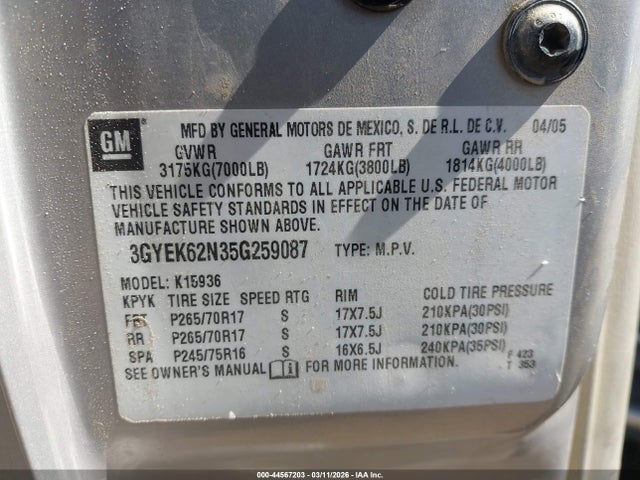 GM ®
MFD BY GENERAL MOTORS DE MEXICO, S. DE R.L. DE C.V. 04/05
GVWR GAWR FRT GAWR RR
3175KG(7000LB) 1724KG(3800LB) 1814KG(4000LB)
THIS VEHICLE CONFORMS TO ALL APPLICABLE U.S. FEDERAL MOTOR
VEHICLE SAFETY STANDARDS IN EFFECT ON THE DATE OF
MANUFACTURE SHOWN ABOVE.
3GYEK62N35G259087 TYPE: M.P.V.
MODEL: K15936
KPYK TIRE SIZE SPEED RTG RIM COLD TIRE PRESSURE
FRT P265/70R17 S 17X7.5J 210KPA(30PSI)
RR P265/70R17 S 17X7.5J 210KPA(30PSI)
SPA P245/75R16 S 16X6.5J 240KPA(35PSI)
SEE OWNER'S MANUAL FOR MORE INFORMATION.
F 423
T 353
000-44567203 - 03/11/2026 - IAA Inc.